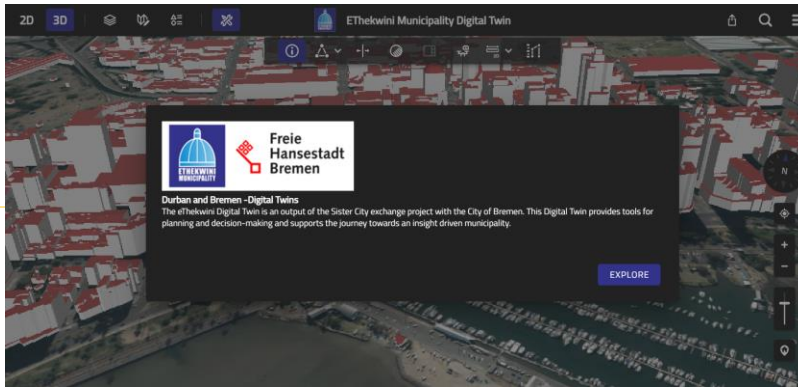 2D 3D EThekwini Municipality Digital Twin
ETHEKWINI
MUNICIPALITY
Freie
Hansestadt
Bremen
Durban and Bremen -Digital Twins
The eThekwini Digital Twin is an output of the Sister City exchange project with the City of Bremen. This Digital Twin provides tools for
planning and decision-making and supports the journey towards an insight driven municipality.
EXPLORE
N